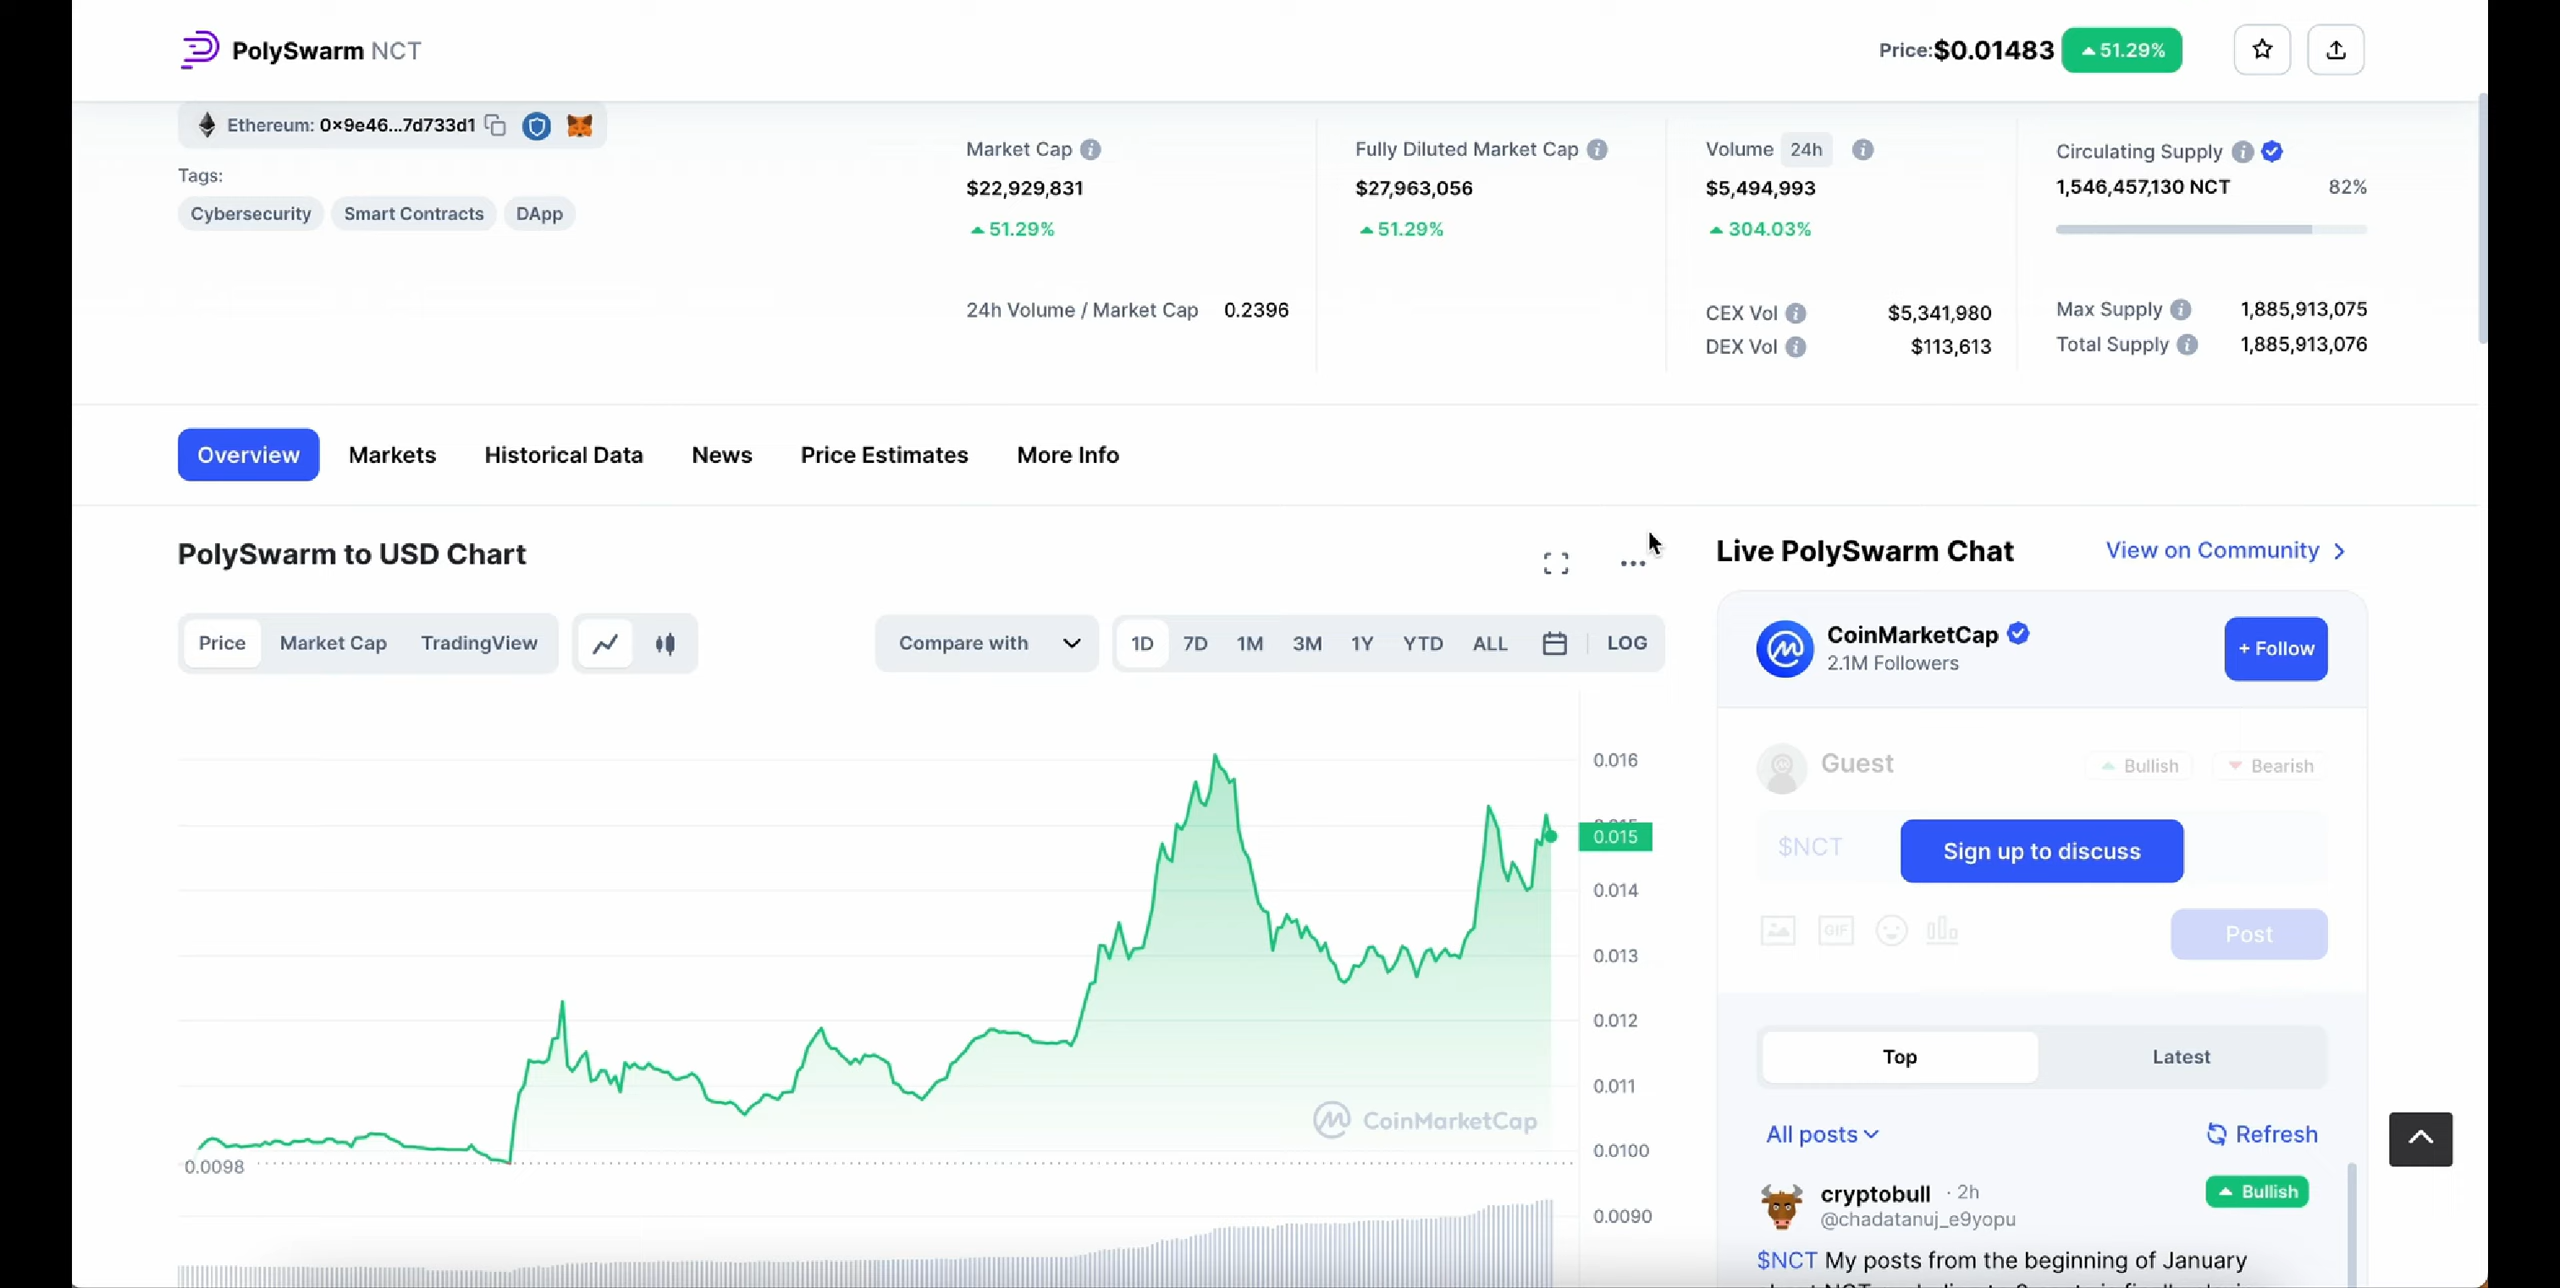 PolySwarm NCT
Price:$0.01483 51.29%
Ethereum: 0x9e46...7d733d1
Tags:
Cybersecurity Smart Contracts DApp
Market Cap
$22,929,831
51.29%
24h Volume / Market Cap 0.2396
Fully Diluted Market Cap
$27,963,056
51.29%
Volume 24h
$5,494,993
304.03%
CEX Vol $5,341,980
DEX Vol $113,613
Circulating Supply
1,546,457,130 NCT 82%
Max Supply 1,885,913,075
Total Supply 1,885,913,076
Overview Markets Historical Data News Price Estimates More Info
PolySwarm to USD Chart
Price Market Cap TradingView
Compare with
1D 7D 1M 3M 1Y YTD ALL LOG
0.016
0.015
0.014
0.013
0.012
0.011
0.0100
0.0090
0.0098
CoinMarketCap
Live PolySwarm Chat View on Community
CoinMarketCap
2.1M Followers
+ Follow
Guest Bullish Bearish
$NCT
Sign up to discuss
GIF
Post
Top Latest
All posts Refresh
cryptobull · 2h Bullish
@chadatanuj_e9yopu
$NCT My posts from the beginning of January